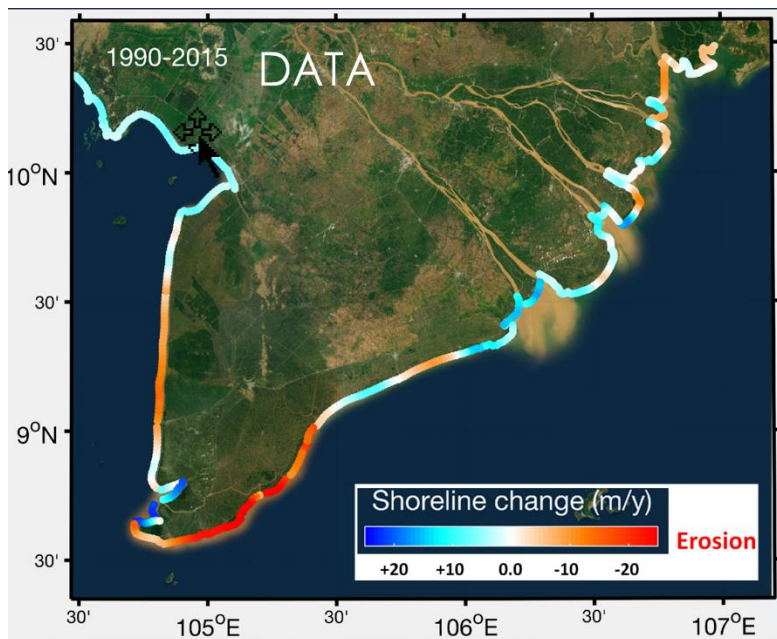 30'
1990-2015 DATA
10°N
30'
9°N
Shoreline change (m/y)
Erosion
+20 +10 0.0 -10 -20
30'
30' 105°E 30' 106°E 30' 107°E